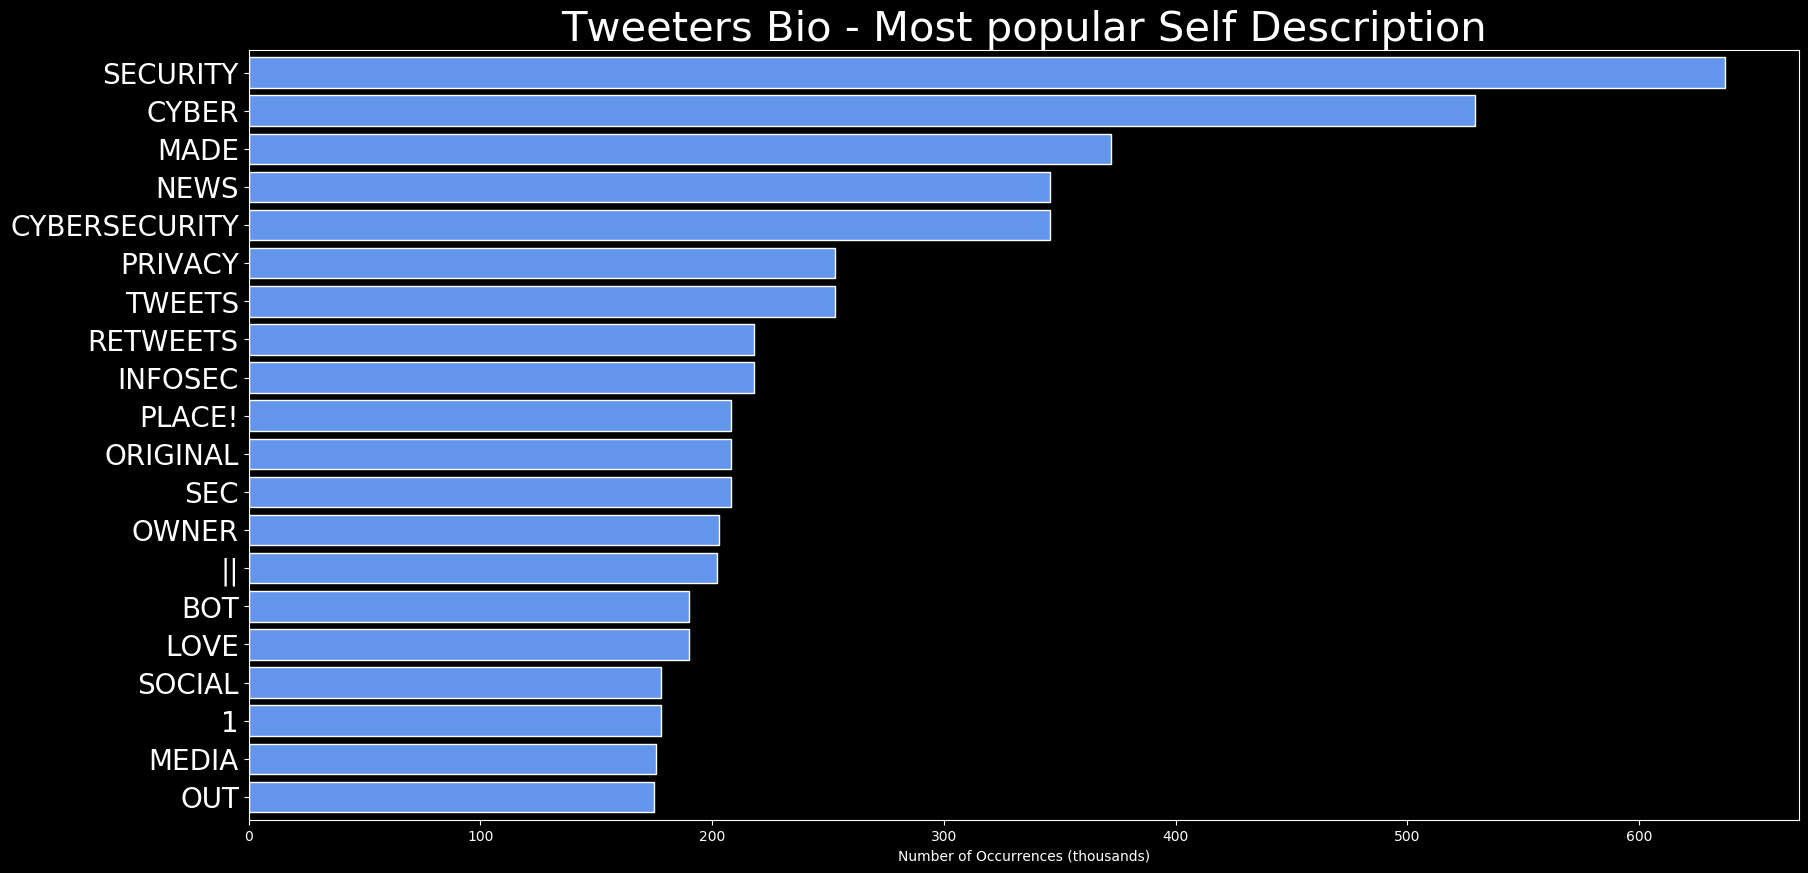 Tweeters Bio - Most popular Self Description
SECURITY
CYBER
MADE
NEWS
CYBERSECURITY
PRIVACY
TWEETS
RETWEETS
INFOSEC
PLACE!
ORIGINAL
SEC
OWNER
||
BOT
LOVE
SOCIAL
1
MEDIA
OUT
0 100 200 300 400 500 600
Number of Occurrences (thousands)